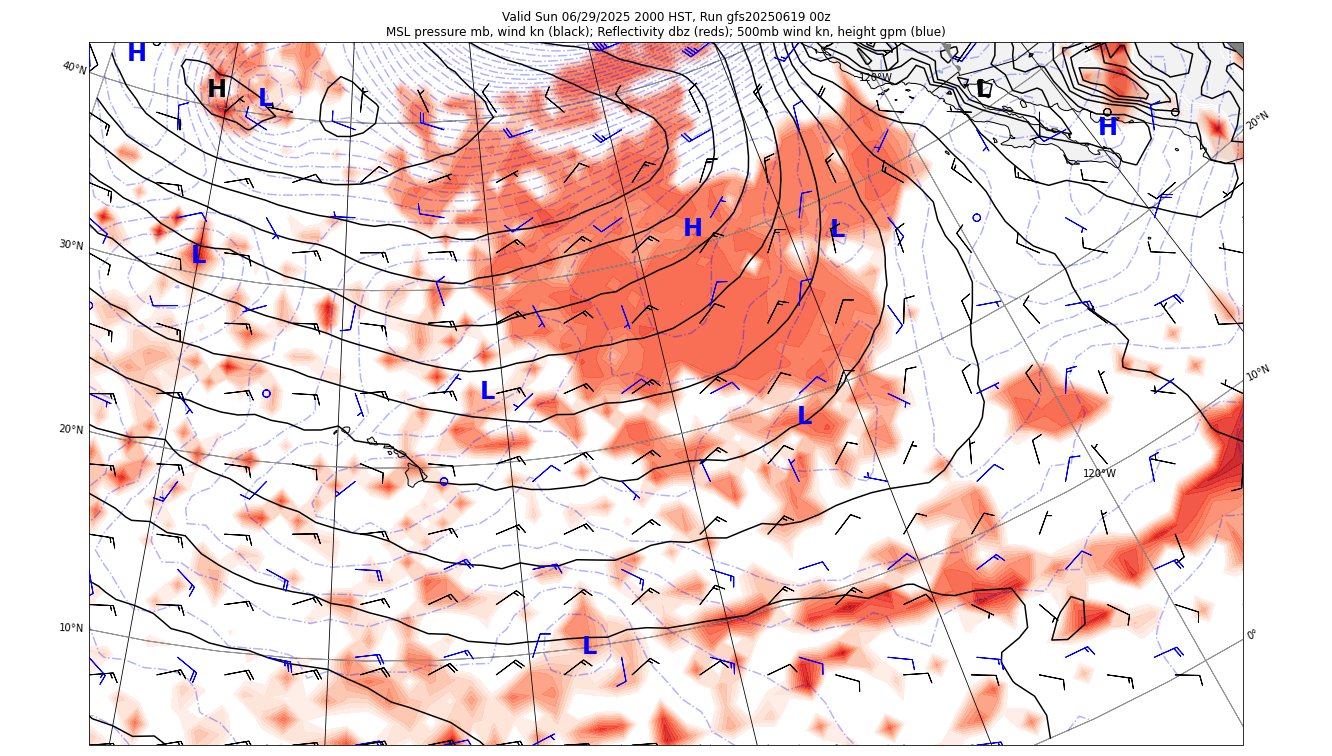 Valid Sun 06/29/2025 2000 HST, Run gfs20250619 00z
MSL pressure mb, wind kn (black); Reflectivity dbz (reds); 500mb wind kn, height gpm (blue)
H
40°N
120°W
H
L
L
H
20°N
H
L
30°N
L
10°N
L
L
20°N
120°W
10°N
0°
L